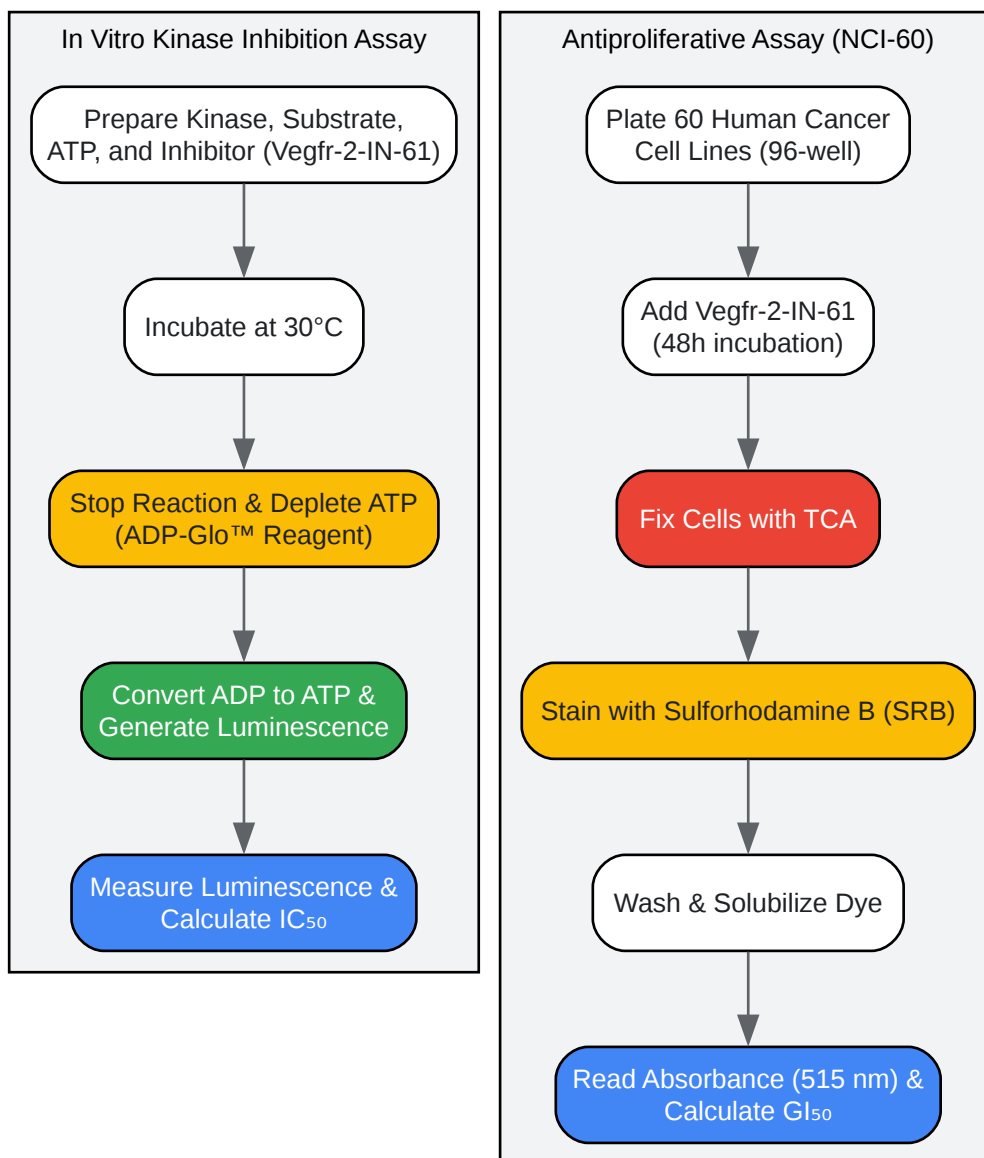 In Vitro Kinase Inhibition Assay
Prepare Kinase, Substrate,
ATP, and Inhibitor (Vegfr-2-IN-61)
Incubate at 30°C
Stop Reaction & Deplete ATP
(ADP-Glo™ Reagent)
Convert ADP to ATP &
Generate Luminescence
Measure Luminescence &
Calculate IC₅₀
Antiproliferative Assay (NCI-60)
Plate 60 Human Cancer
Cell Lines (96-well)
Add Vegfr-2-IN-61
(48h incubation)
Fix Cells with TCA
Stain with Sulforhodamine B (SRB)
Wash & Solubilize Dye
Read Absorbance (515 nm) &
Calculate GI₅₀